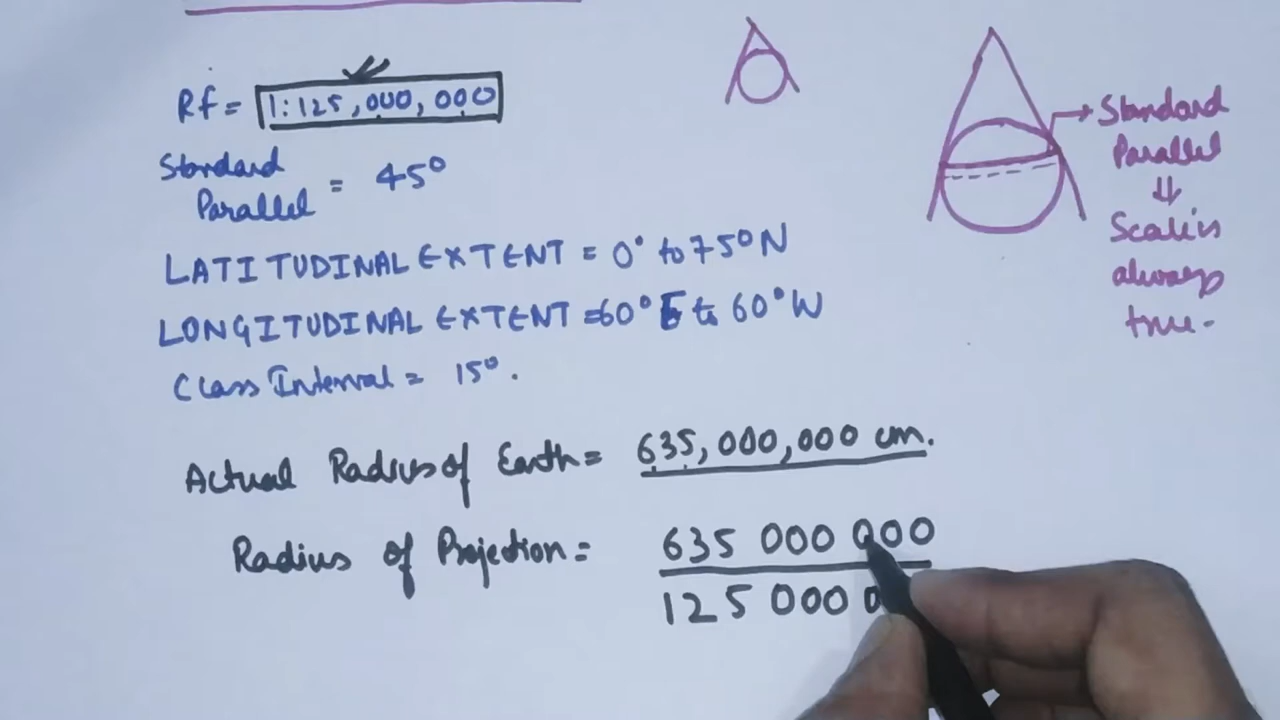 Rf = 1:125,000,000
Standard
Parallel = 45°
LATITUDINAL EXTENT = 0° to 75°N
LONGITUDINAL EXTENT = 60° E to 60° W
Class Interval = 15°.
Actual Radius of Earth = 635,000,000 cm.
Radius of Projection =
635 000 000
125 000 0
Standard
Parallel
⇓
Scale is
always
true.